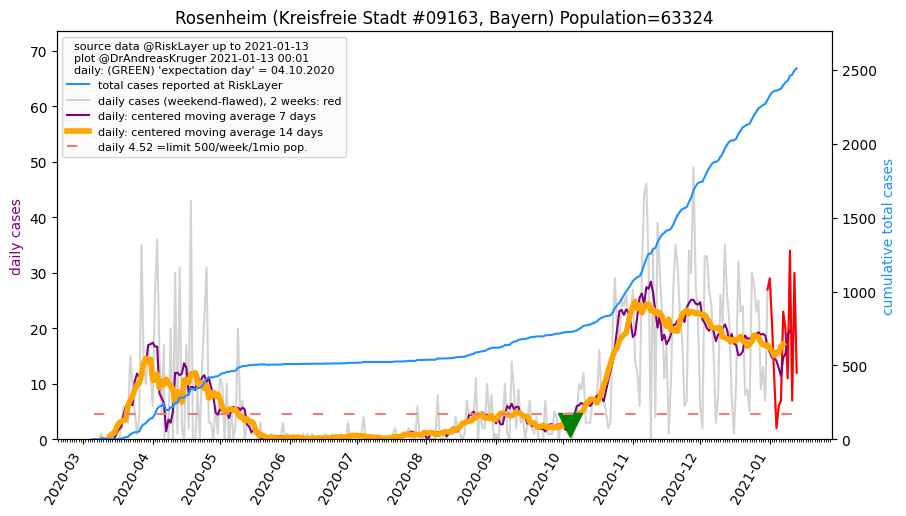 Rosenheim (Kreisfreie Stadt #09163, Bayern) Population=63324
source data @RiskLayer up to 2021-01-13
plot @DrAndreasKruger 2021-01-13 00:01
daily: (GREEN) 'expectation day' = 04.10.2020
total cases reported at RiskLayer
daily cases (weekend-flawed), 2 weeks: red
daily: centered moving average 7 days
daily: centered moving average 14 days
daily 4.52 =limit 500/week/1mio pop.
daily cases
70
60
50
40
30
20
10
0
cumulative total cases
2500
2000
1500
1000
500
0
2020-03
2020-04
2020-05
2020-06
2020-07
2020-08
2020-09
2020-10
2020-11
2020-12
2021-01